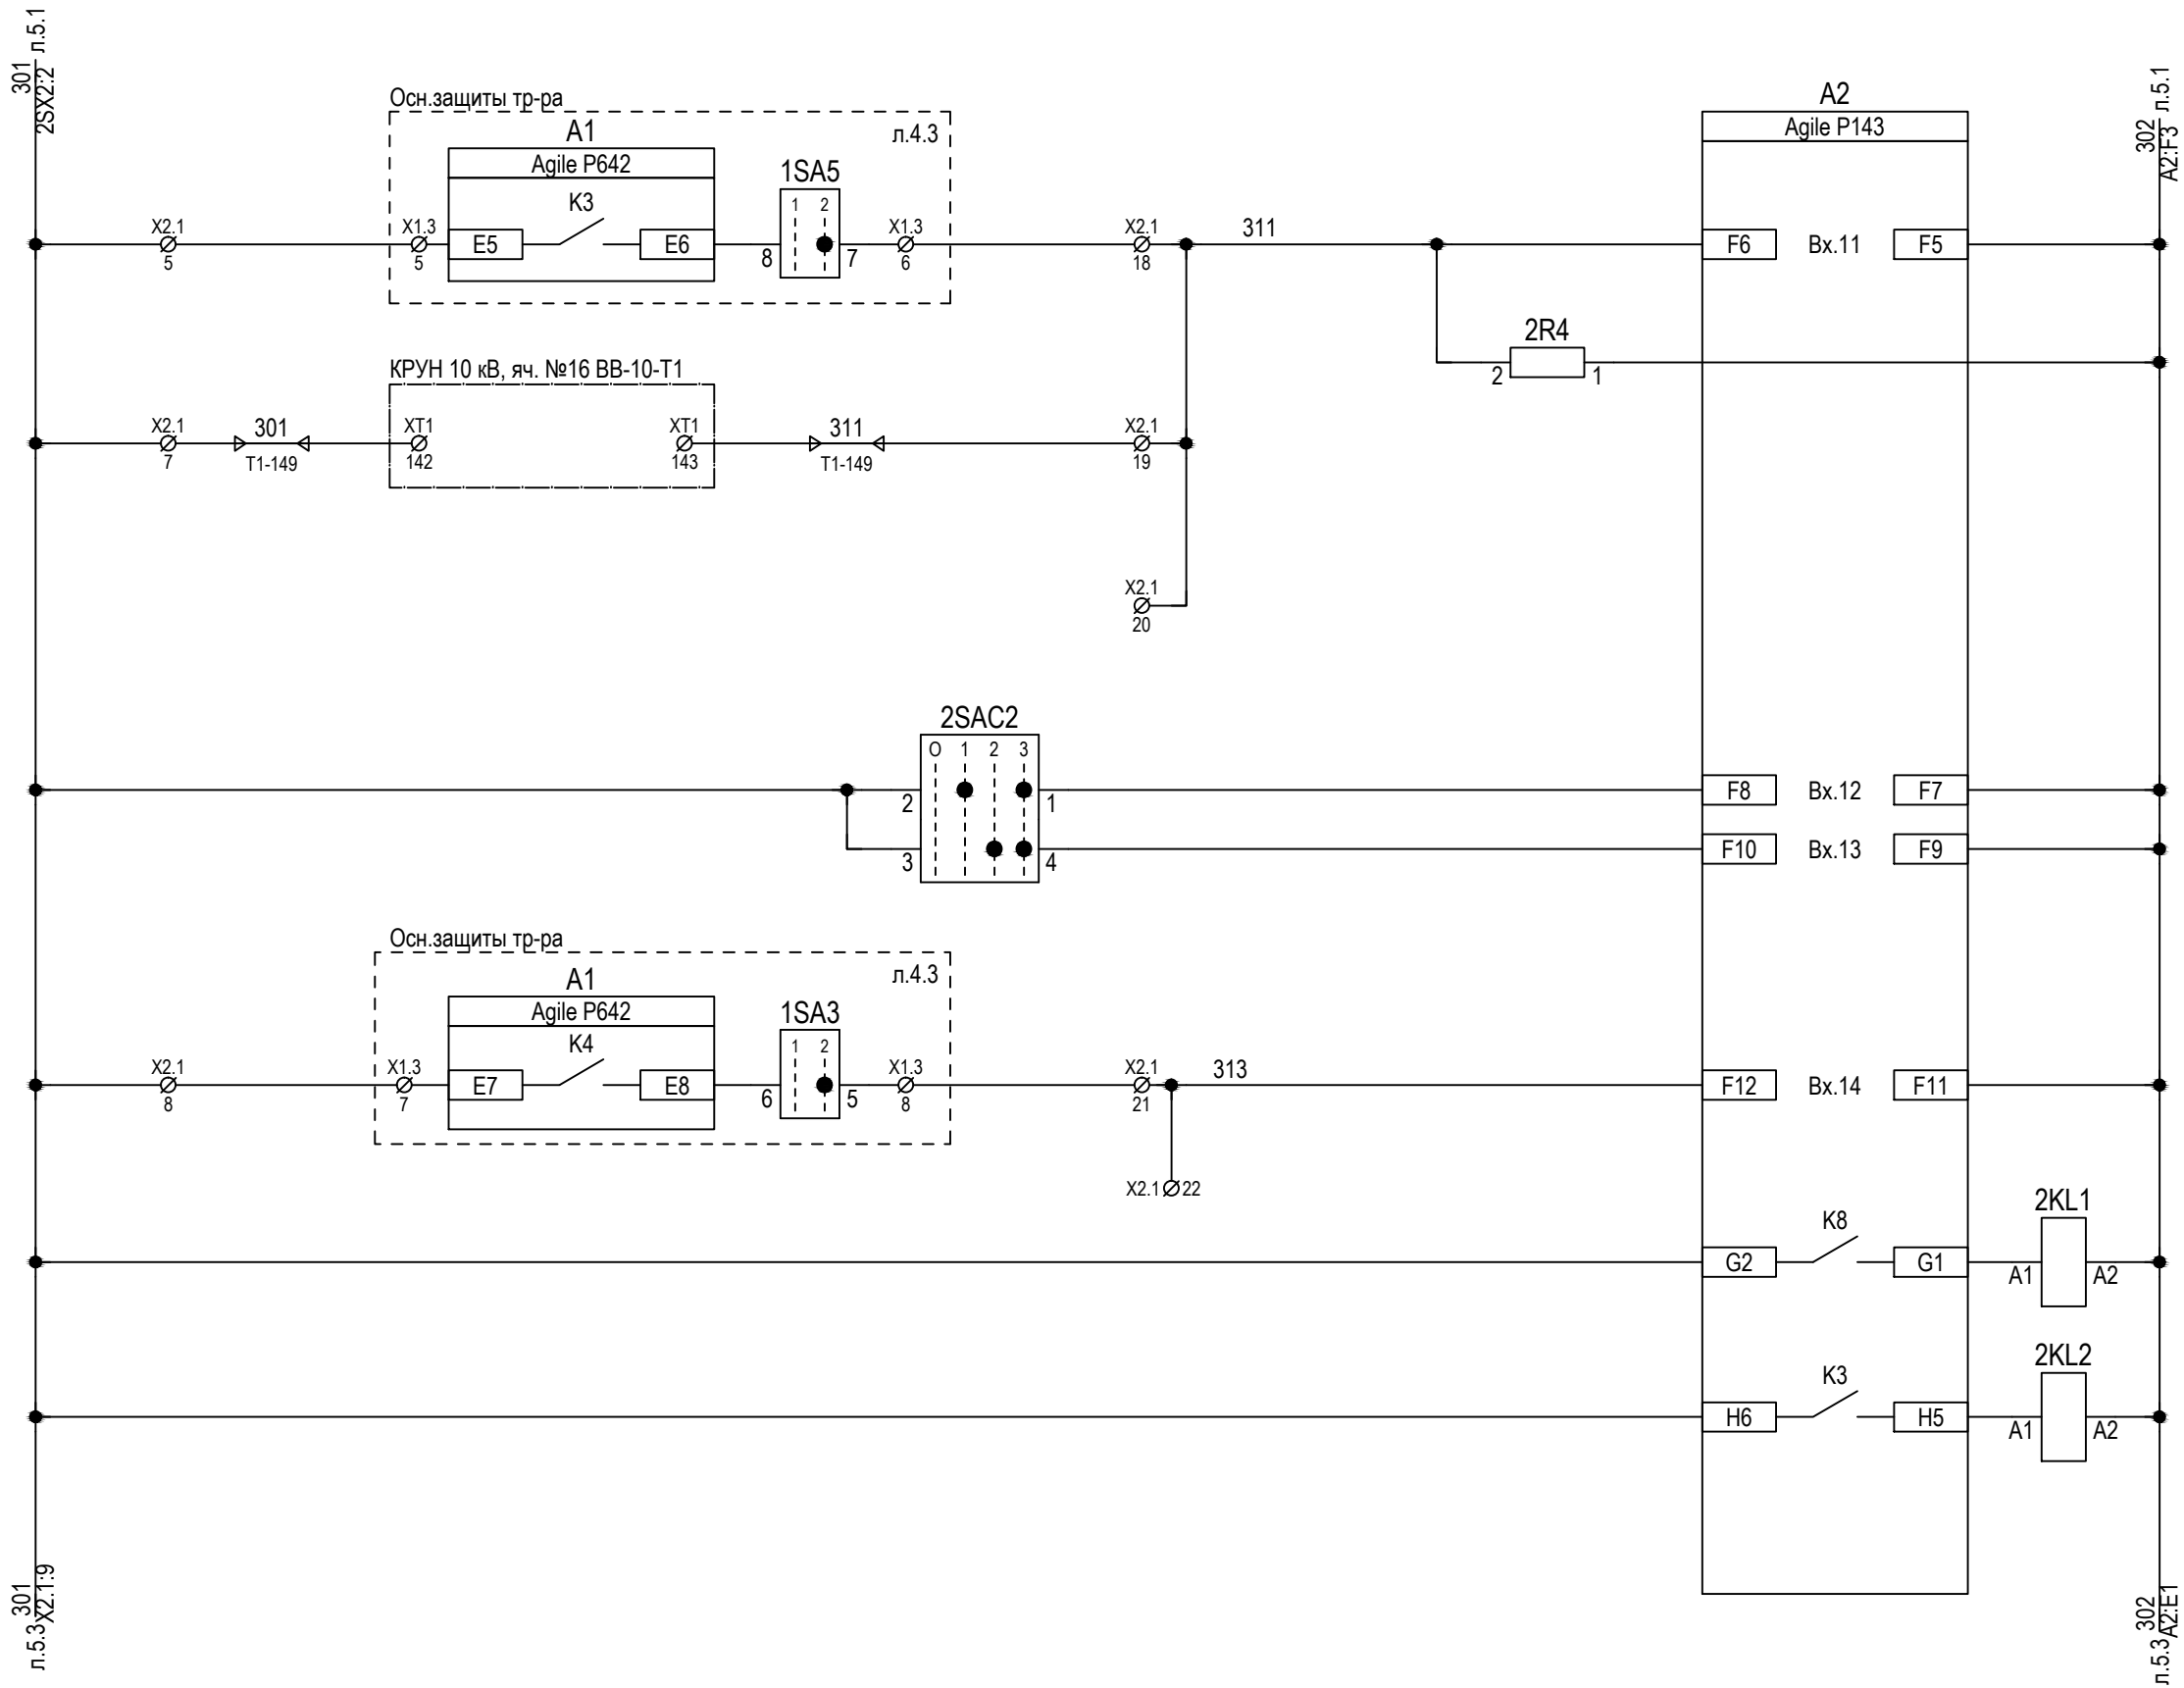 301 л.5.1
2SX2:2
302 л.5.1
A2:F3
Осн.защиты тр-ра
л.4.3
A1
Agile P642
K3
1SA5
1 2
A2
Agile P143
X2.1
5
X1.3
5
E5
E6
8
7
X1.3
6
X2.1
18
311
F6
Вх.11
F5
2R4
2
1
КРУН 10 кВ, яч. №16 ВВ-10-Т1
X2.1
7
301
Т1-149
XT1
142
XT1
143
311
Т1-149
X2.1
19
X2.1
20
2SAC2
O 1 2 3
2
1
3
4
F8
Вх.12
F7
F10
Вх.13
F9
Осн.защиты тр-ра
л.4.3
A1
Agile P642
K4
1SA3
1 2
X2.1
8
X1.3
7
E7
E8
6
5
X1.3
8
X2.1
21
313
F12
Вх.14
F11
X2.1
22
2KL1
K8
G2
G1
A1
A2
2KL2
K3
H6
H5
A1
A2
л.5.3 301
X2.1:9
л.5.3 302
A2:E1